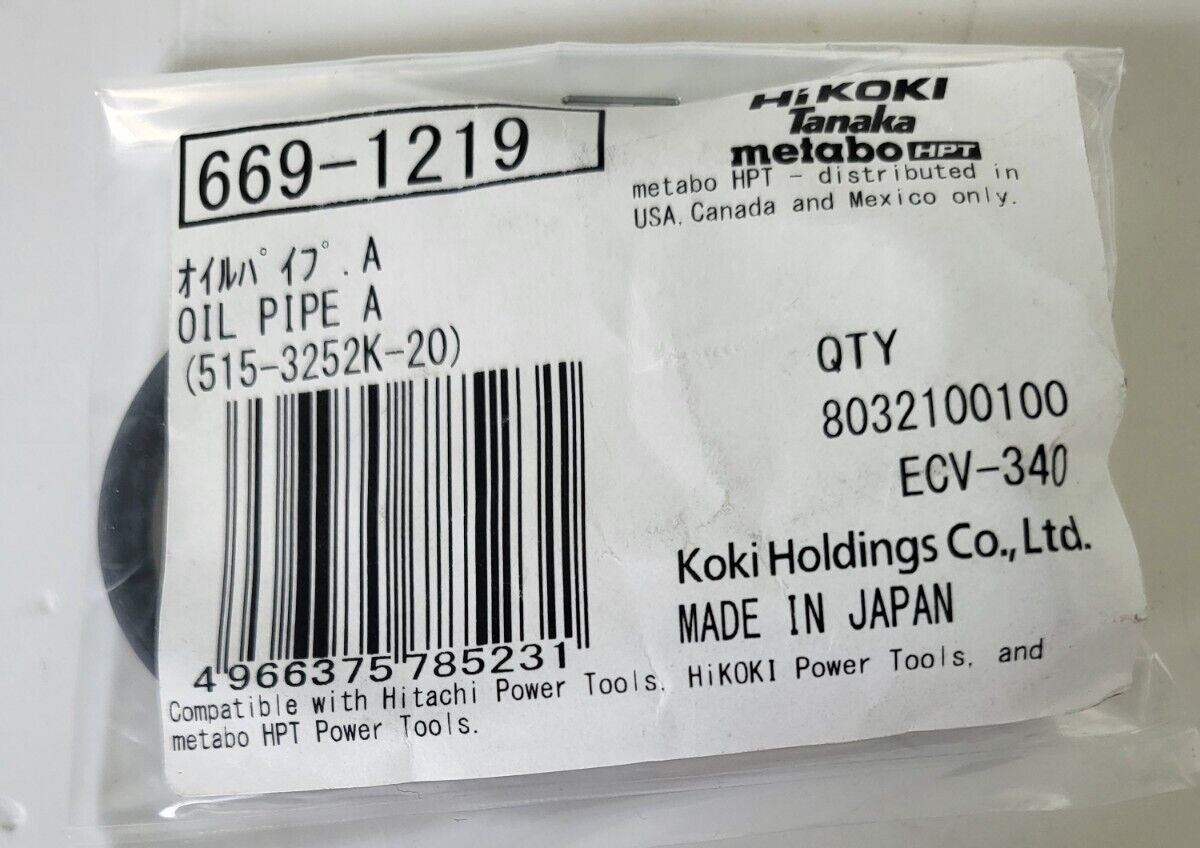 669-1219
HiKOKI
Tanaka
metabo HPT
metabo HPT - distributed in
USA, Canada and Mexico only.
オイルパイプ.A
OIL PIPE A
(515-3252K-20)
QTY
8032100100
ECV-340
Koki Holdings Co., Ltd.
MADE IN JAPAN
4966375785231
Compatible with Hitachi Power Tools, HiKOKI Power Tools, and
metabo HPT Power Tools.